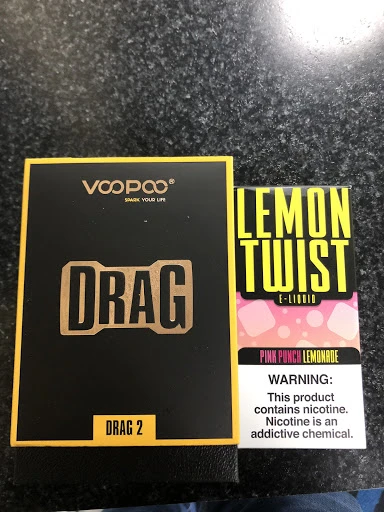 VOOPOO®
SPARK YOUR LIFE
DRAG
DRAG 2
LEMON
TWIST
E-LIQUID
PINK PUNCH LEMONADE
WARNING:
This product
contains nicotine.
Nicotine is an
addictive chemical.